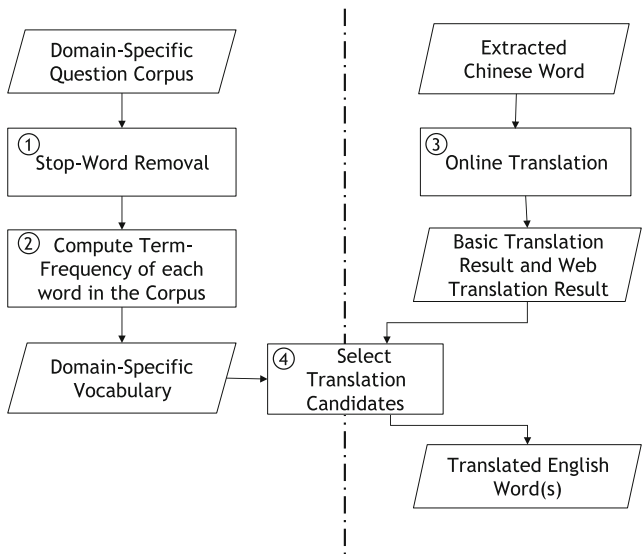 Domain-Specific
Question Corpus
① Stop-Word Removal
② Compute Term-
Frequency of each
word in the Corpus
Domain-Specific
Vocabulary
Extracted
Chinese Word
③ Online Translation
Basic Translation
Result and Web
Translation Result
④ Select
Translation
Candidates
Translated English
Word(s)